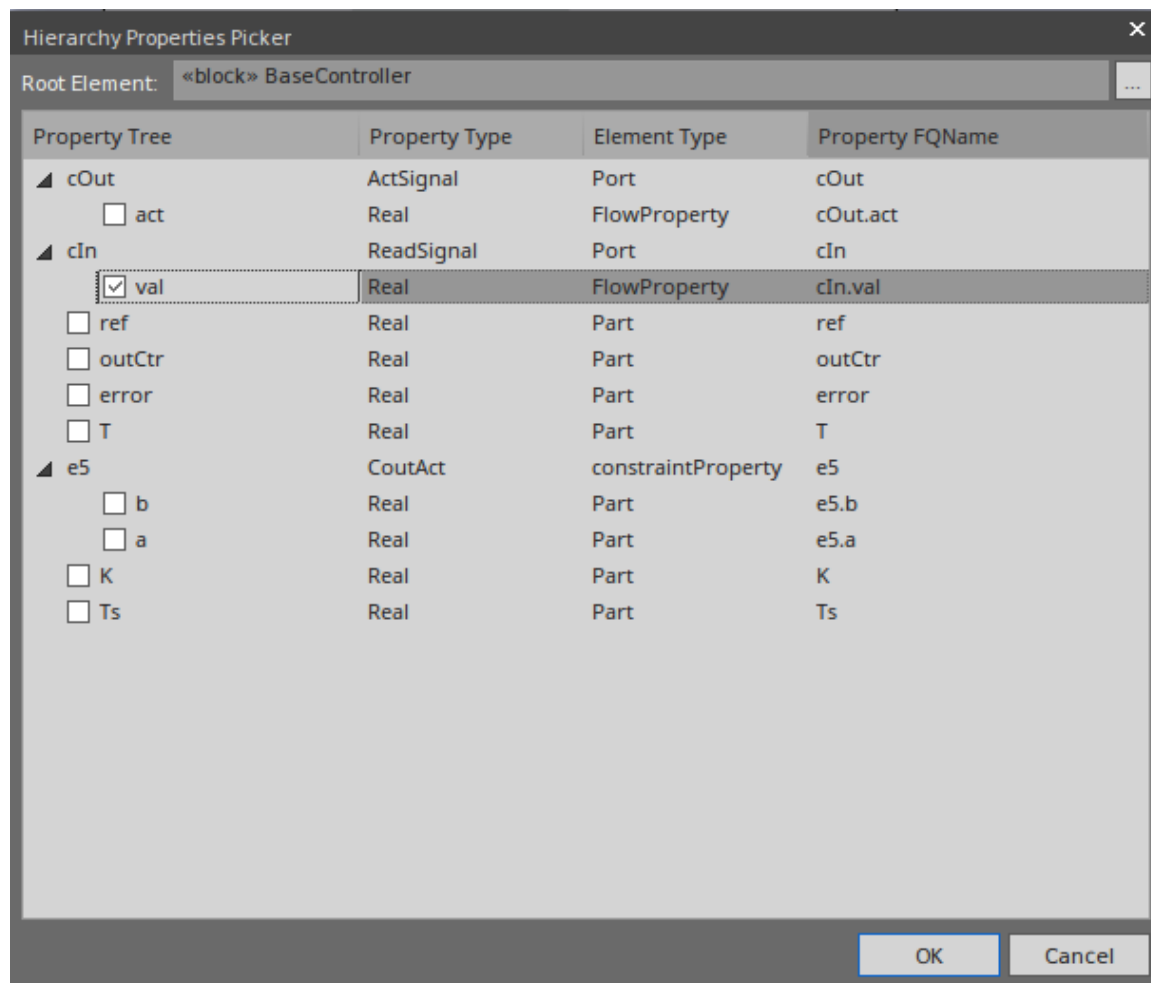 Hierarchy Properties Picker
Root Element: «block» BaseController ...
Property Tree Property Type Element Type Property FQName
cOut ActSignal Port cOut
act Real FlowProperty cOut.act
cIn ReadSignal Port cIn
val Real FlowProperty cIn.val
ref Real Part ref
outCtr Real Part outCtr
error Real Part error
T Real Part T
e5 CoutAct constraintProperty e5
b Real Part e5.b
a Real Part e5.a
K Real Part K
Ts Real Part Ts
OK Cancel